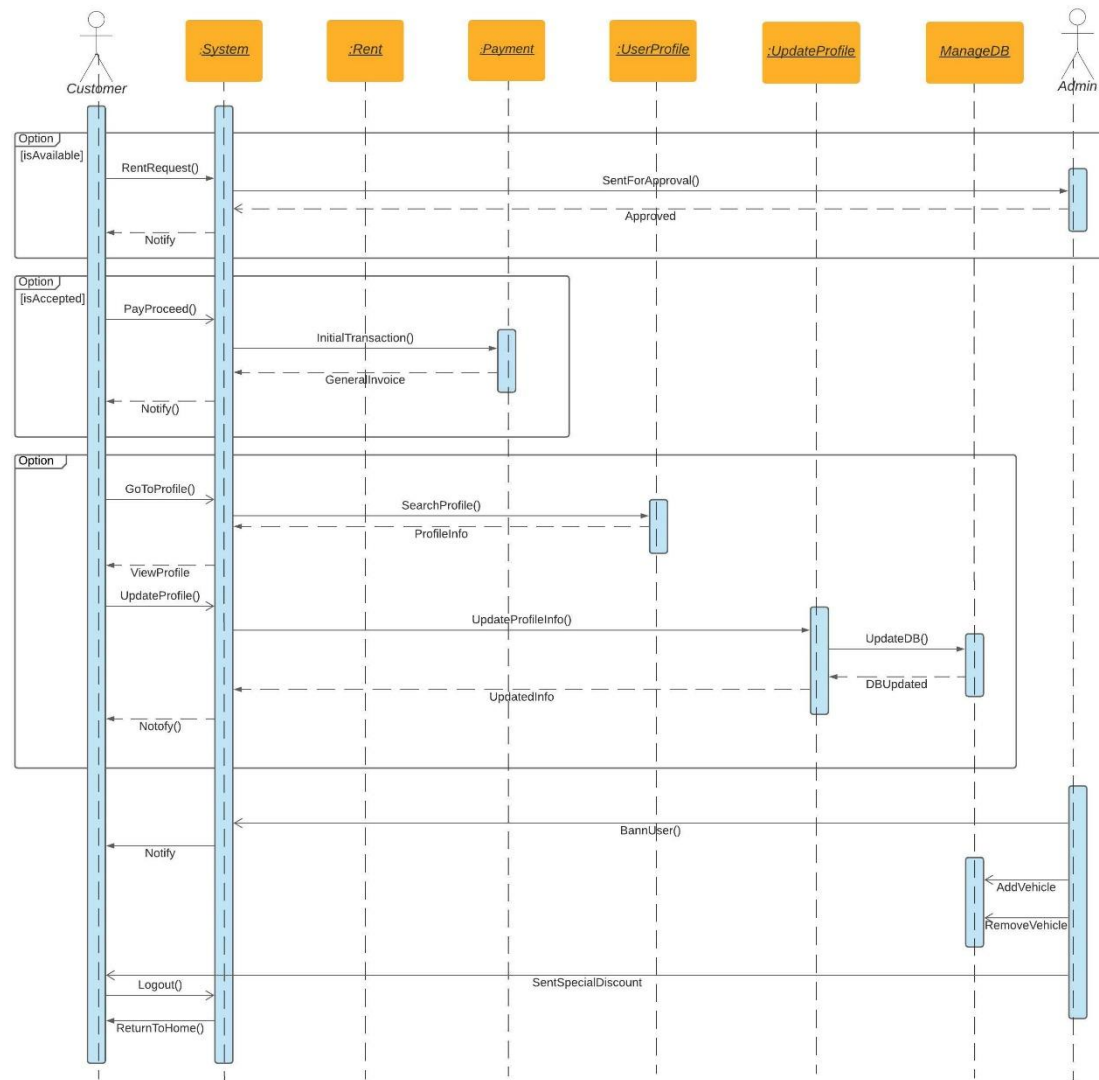 :System
:Rent
:Payment
:UserProfile
:UpdateProfile
ManageDB
Customer
Admin
Option
[isAvailable]
RentRequest()
SentForApproval()
Approved
Notify
Option
[isAccepted]
PayProceed()
InitialTransaction()
GeneralInvoice
Notify()
Option
GoToProfile()
SearchProfile()
ProfileInfo
ViewProfile
UpdateProfile()
UpdateProfileInfo()
UpdateDB()
DBUpdated
UpdatedInfo
Notofy()
BannUser()
Notify
AddVehicle
RemoveVehicle
SentSpecialDiscount
Logout()
ReturnToHome()